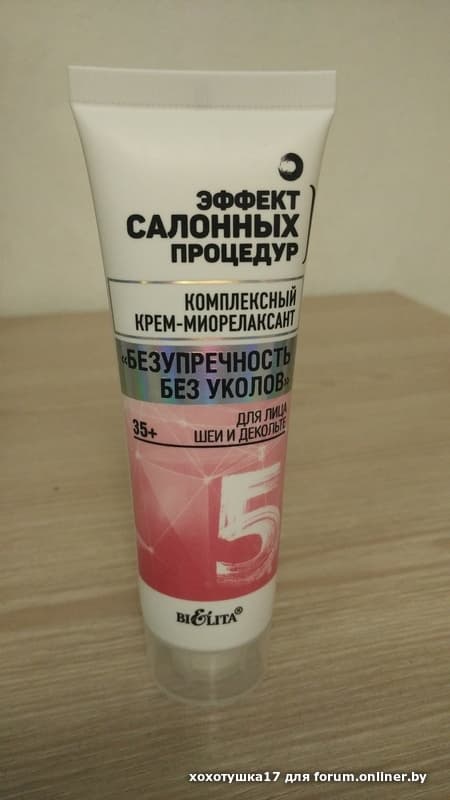 ЭФФЕКТ
САЛОННЫХ
ПРОЦЕДУР
КОМПЛЕКСНЫЙ
КРЕМ-МИОРЕЛАКСАНТ
«БЕЗУПРЕЧНОСТЬ
БЕЗ УКОЛОВ»
ДЛЯ ЛИЦА
35+ ШЕИ И ДЕКОЛЬТЕ
5
BIELITA®
хохотушка17 для forum.onliner.by